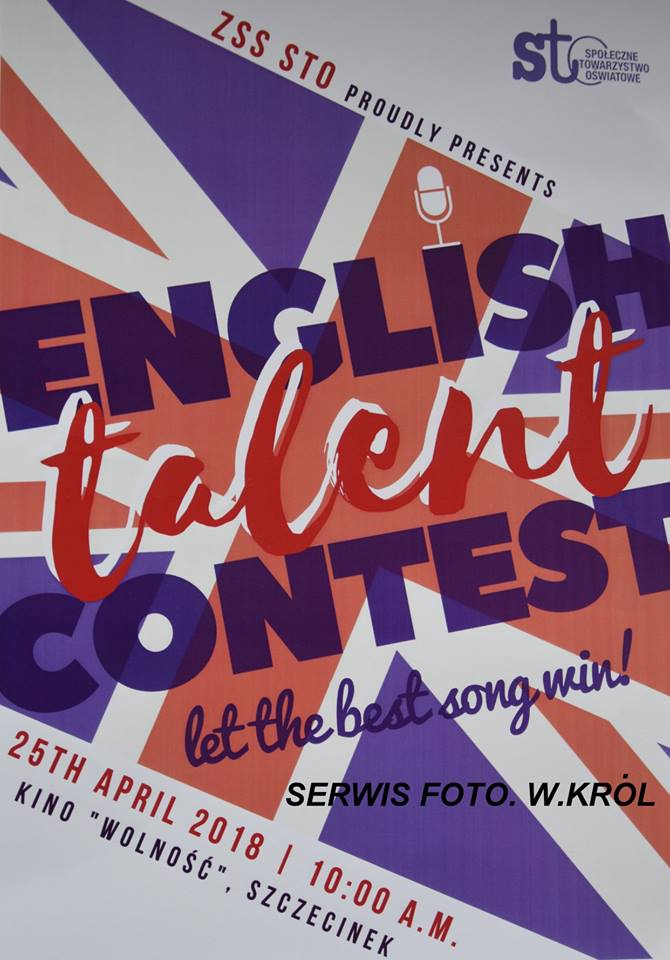 ZSS STO
PROUDLY PRESENTS
sto
SPOŁECZNE
TOWARZYSTWO
OŚWIATOWE
ENGLISH
talent
CONTEST
let the best song win!
SERWIS FOTO. W.KRÓL
25TH APRIL 2018 | 10:00 A.M.
KINO "WOLNOŚĆ", SZCZECINEK